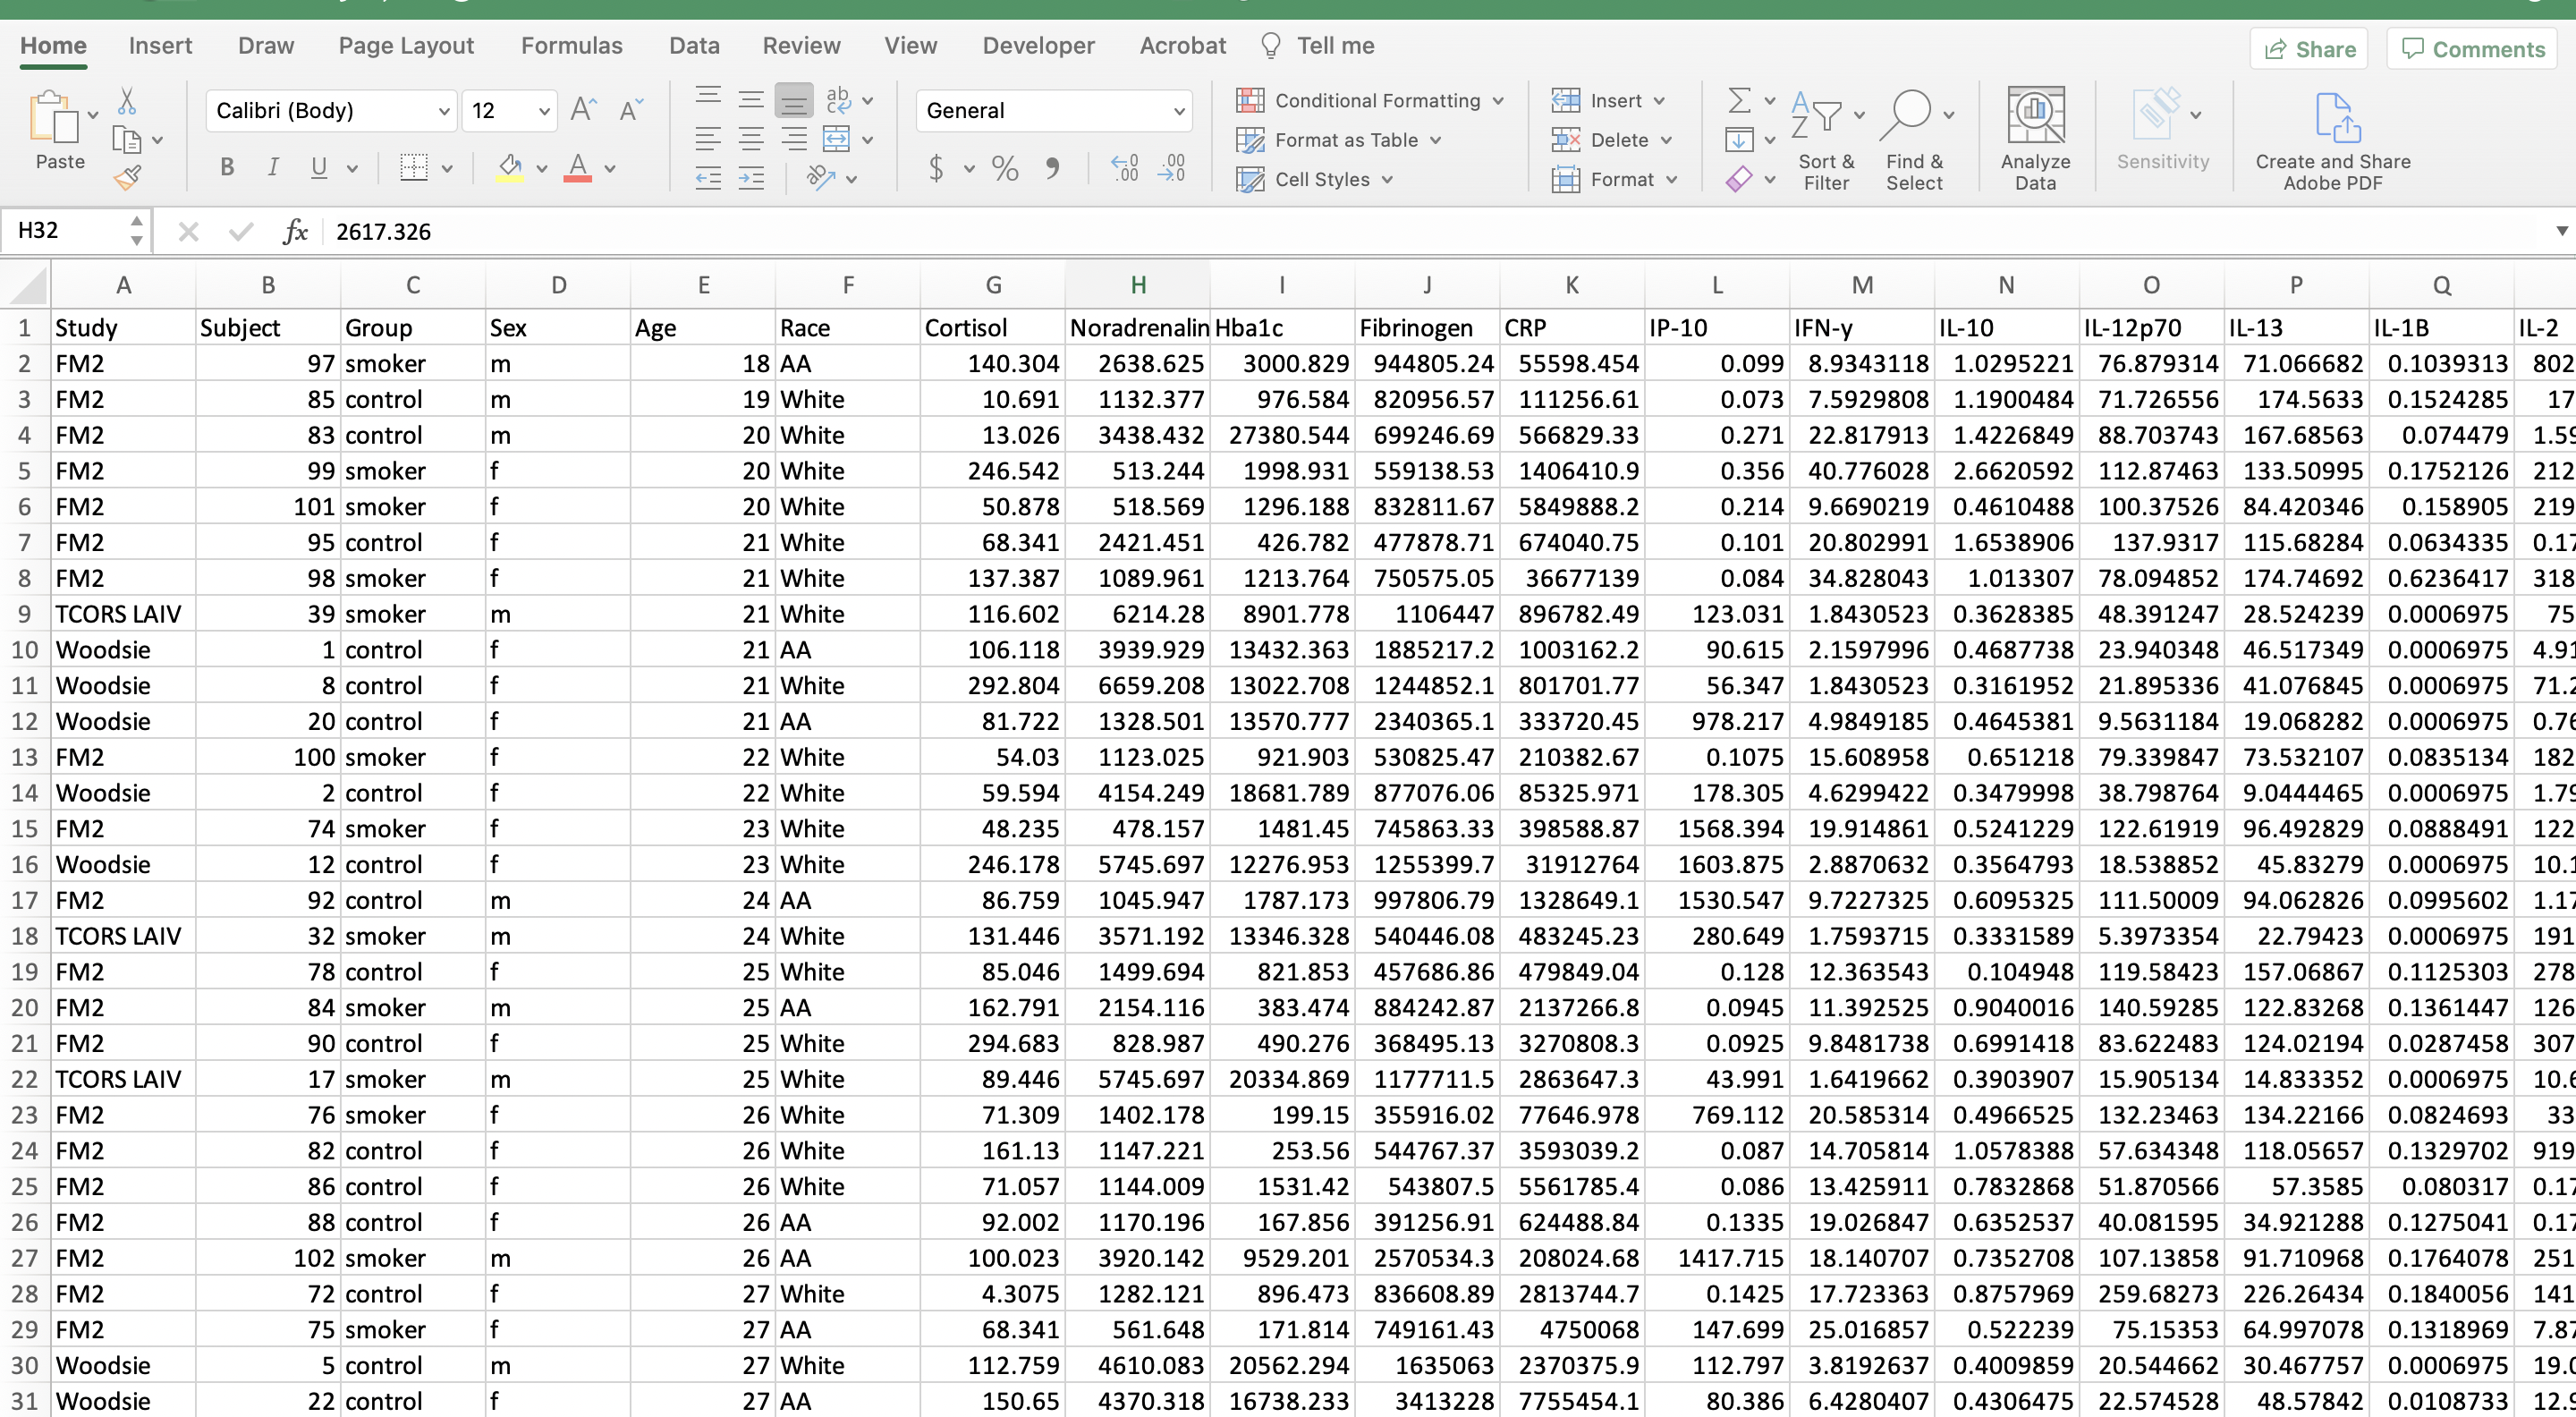 Home Insert Draw Page Layout Formulas Data Review View Developer Acrobat Tell me Share Comments
Paste Calibri (Body) 12 General Conditional Formatting Format as Table Cell Styles Insert Delete Format Sort & Filter Find & Select Analyze Data Sensitivity Create and Share Adobe PDF
H32 fx 2617.326
A B C D E F G H I J K L M N O P Q
1 Study Subject Group Sex Age Race Cortisol Noradrenalin Hba1c Fibrinogen CRP IP-10 IFN-y IL-10 IL-12p70 IL-13 IL-1B IL-2
2 FM2 97 smoker m 18 AA 140.304 2638.625 3000.829 944805.24 55598.454 0.099 8.9343118 1.0295221 76.879314 71.066682 0.1039313 802
3 FM2 85 control m 19 White 10.691 1132.377 976.584 820956.57 111256.61 0.073 7.5929808 1.1900484 71.726556 174.5633 0.1524285 17
4 FM2 83 control m 20 White 13.026 3438.432 27380.544 699246.69 566829.33 0.271 22.817913 1.4226849 88.703743 167.68563 0.074479 1.59
5 FM2 99 smoker f 20 White 246.542 513.244 1998.931 559138.53 1406410.9 0.356 40.776028 2.6620592 112.87463 133.50995 0.1752126 212
6 FM2 101 smoker f 20 White 50.878 518.569 1296.188 832811.67 5849888.2 0.214 9.6690219 0.4610488 100.37526 84.420346 0.158905 219
7 FM2 95 control f 21 White 68.341 2421.451 426.782 477878.71 674040.75 0.101 20.802991 1.6538906 137.9317 115.68284 0.0634335 0.17
8 FM2 98 smoker f 21 White 137.387 1089.961 1213.764 750575.05 36677139 0.084 34.828043 1.013307 78.094852 174.74692 0.6236417 318
9 TCORS LAIV 39 smoker m 21 White 116.602 6214.28 8901.778 1106447 896782.49 123.031 1.8430523 0.3628385 48.391247 28.524239 0.0006975 75
10 Woodsie 1 control f 21 AA 106.118 3939.929 13432.363 1885217.2 1003162.2 90.615 2.1597996 0.4687738 23.940348 46.517349 0.0006975 4.91
11 Woodsie 8 control f 21 White 292.804 6659.208 13022.708 1244852.1 801701.77 56.347 1.8430523 0.3161952 21.895336 41.076845 0.0006975 71.2
12 Woodsie 20 control f 21 AA 81.722 1328.501 13570.777 2340365.1 333720.45 978.217 4.9849185 0.4645381 9.5631184 19.068282 0.0006975 0.76
13 FM2 100 smoker f 22 White 54.03 1123.025 921.903 530825.47 210382.67 0.1075 15.608958 0.651218 79.339847 73.532107 0.0835134 182
14 Woodsie 2 control f 22 White 59.594 4154.249 18681.789 877076.06 85325.971 178.305 4.6299422 0.3479998 38.798764 9.0444465 0.0006975 1.79
15 FM2 74 smoker f 23 White 48.235 478.157 1481.45 745863.33 398588.87 1568.394 19.914861 0.5241229 122.61919 96.492829 0.0888491 122
16 Woodsie 12 control f 23 White 246.178 5745.697 12276.953 1255399.7 31912764 1603.875 2.8870632 0.3564793 18.538852 45.83279 0.0006975 10.1
17 FM2 92 control m 24 AA 86.759 1045.947 1787.173 997806.79 1328649.1 1530.547 9.7227325 0.6095325 111.50009 94.062826 0.0995602 1.17
18 TCORS LAIV 32 smoker m 24 White 131.446 3571.192 13346.328 540446.08 483245.23 280.649 1.7593715 0.3331589 5.3973354 22.79423 0.0006975 191
19 FM2 78 control f 25 White 85.046 1499.694 821.853 457686.86 479849.04 0.128 12.363543 0.104948 119.58423 157.06867 0.1125303 278
20 FM2 84 smoker m 25 AA 162.791 2154.116 383.474 884242.87 2137266.8 0.0945 11.392525 0.9040016 140.59285 122.83268 0.1361447 126
21 FM2 90 control f 25 White 294.683 828.987 490.276 368495.13 3270808.3 0.0925 9.8481738 0.6991418 83.622483 124.02194 0.0287458 307
22 TCORS LAIV 17 smoker m 25 White 89.446 5745.697 20334.869 1177711.5 2863647.3 43.991 1.6419662 0.3903907 15.905134 14.833352 0.0006975 10.6
23 FM2 76 smoker f 26 White 71.309 1402.178 199.15 355916.02 77646.978 769.112 20.585314 0.4966525 132.23463 134.22166 0.0824693 33
24 FM2 82 control f 26 White 161.13 1147.221 253.56 544767.37 3593039.2 0.087 14.705814 1.0578388 57.634348 118.05657 0.1329702 919
25 FM2 86 control f 26 White 71.057 1144.009 1531.42 543807.5 5561785.4 0.086 13.425911 0.7832868 51.870566 57.3585 0.080317 0.17
26 FM2 88 control f 26 AA 92.002 1170.196 167.856 391256.91 624488.84 0.1335 19.026847 0.6352537 40.081595 34.921288 0.1275041 0.17
27 FM2 102 smoker m 26 AA 100.023 3920.142 9529.201 2570534.3 208024.68 1417.715 18.140707 0.7352708 107.13858 91.710968 0.1764078 251
28 FM2 72 control f 27 White 4.3075 1282.121 896.473 836608.89 2813744.7 0.1425 17.723363 0.8757969 259.68273 226.26434 0.1840056 141
29 FM2 75 smoker f 27 AA 68.341 561.648 171.814 749161.43 4750068 147.699 25.016857 0.522239 75.15353 64.997078 0.1318969 7.87
30 Woodsie 5 control m 27 White 112.759 4610.083 20562.294 1635063 2370375.9 112.797 3.8192637 0.4009859 20.544662 30.467757 0.0006975 19.0
31 Woodsie 22 control f 27 AA 150.65 4370.318 16738.233 3413228 7755454.1 80.386 6.4280407 0.4306475 22.574528 48.57842 0.0108733 12.